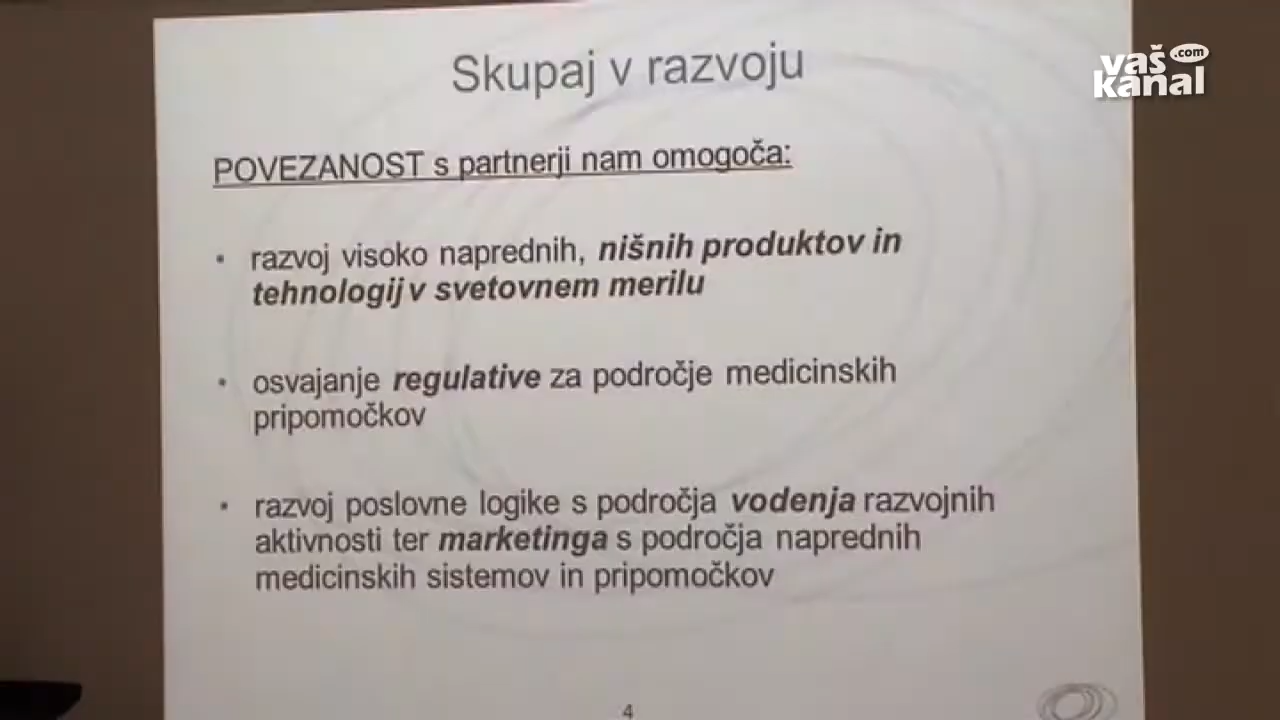 Skupaj v razvoju
vaš .com
kanal
POVEZANOST s partnerji nam omogoča:
• razvoj visoko naprednih, nišnih produktov in
tehnologij v svetovnem merilu
• osvajanje regulative za področje medicinskih
pripomočkov
• razvoj poslovne logike s področja vodenja razvojnih
aktivnosti ter marketinga s področja naprednih
medicinskih sistemov in pripomočkov
4